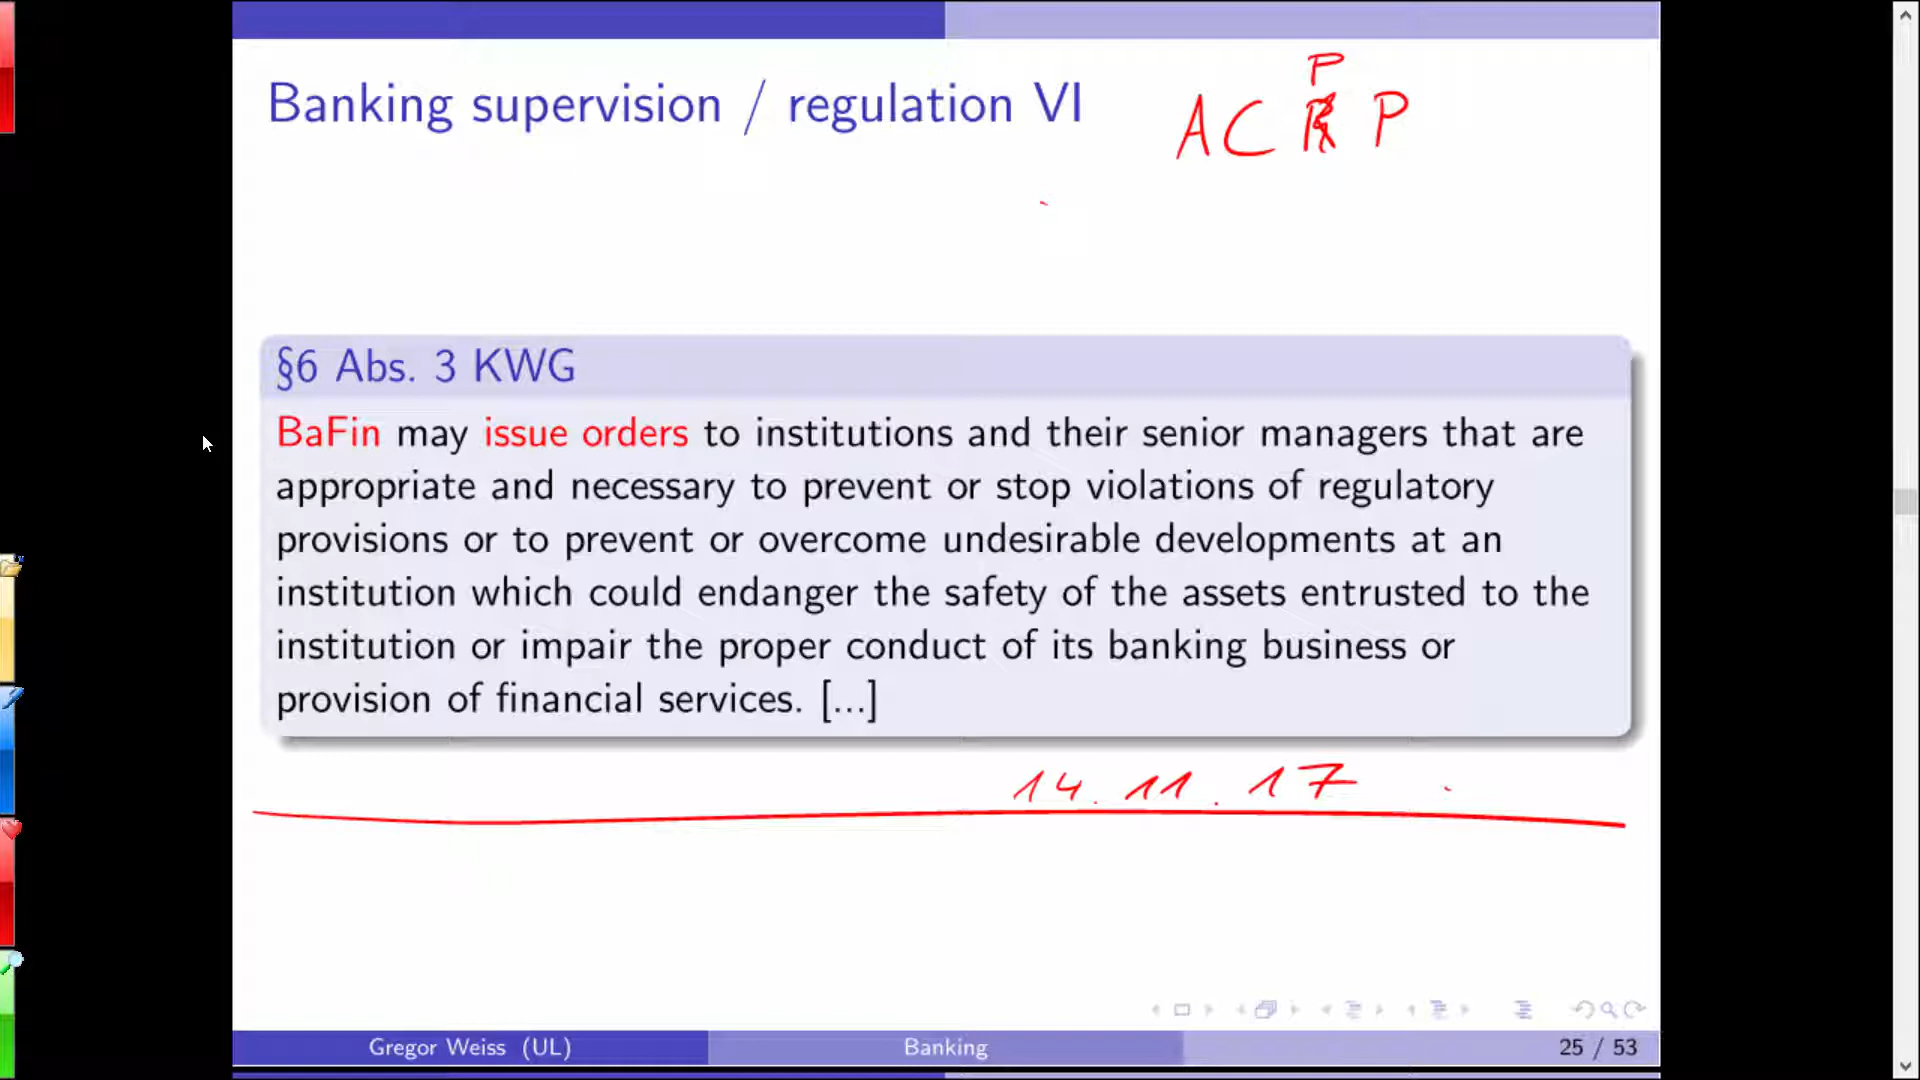 Banking supervision / regulation VI
P
AC P
§6 Abs. 3 KWG
BaFin may issue orders to institutions and their senior managers that are
appropriate and necessary to prevent or stop violations of regulatory
provisions or to prevent or overcome undesirable developments at an
institution which could endanger the safety of the assets entrusted to the
institution or impair the proper conduct of its banking business or
provision of financial services. [...]
14.11.17
Gregor Weiss (UL) Banking 25 / 53